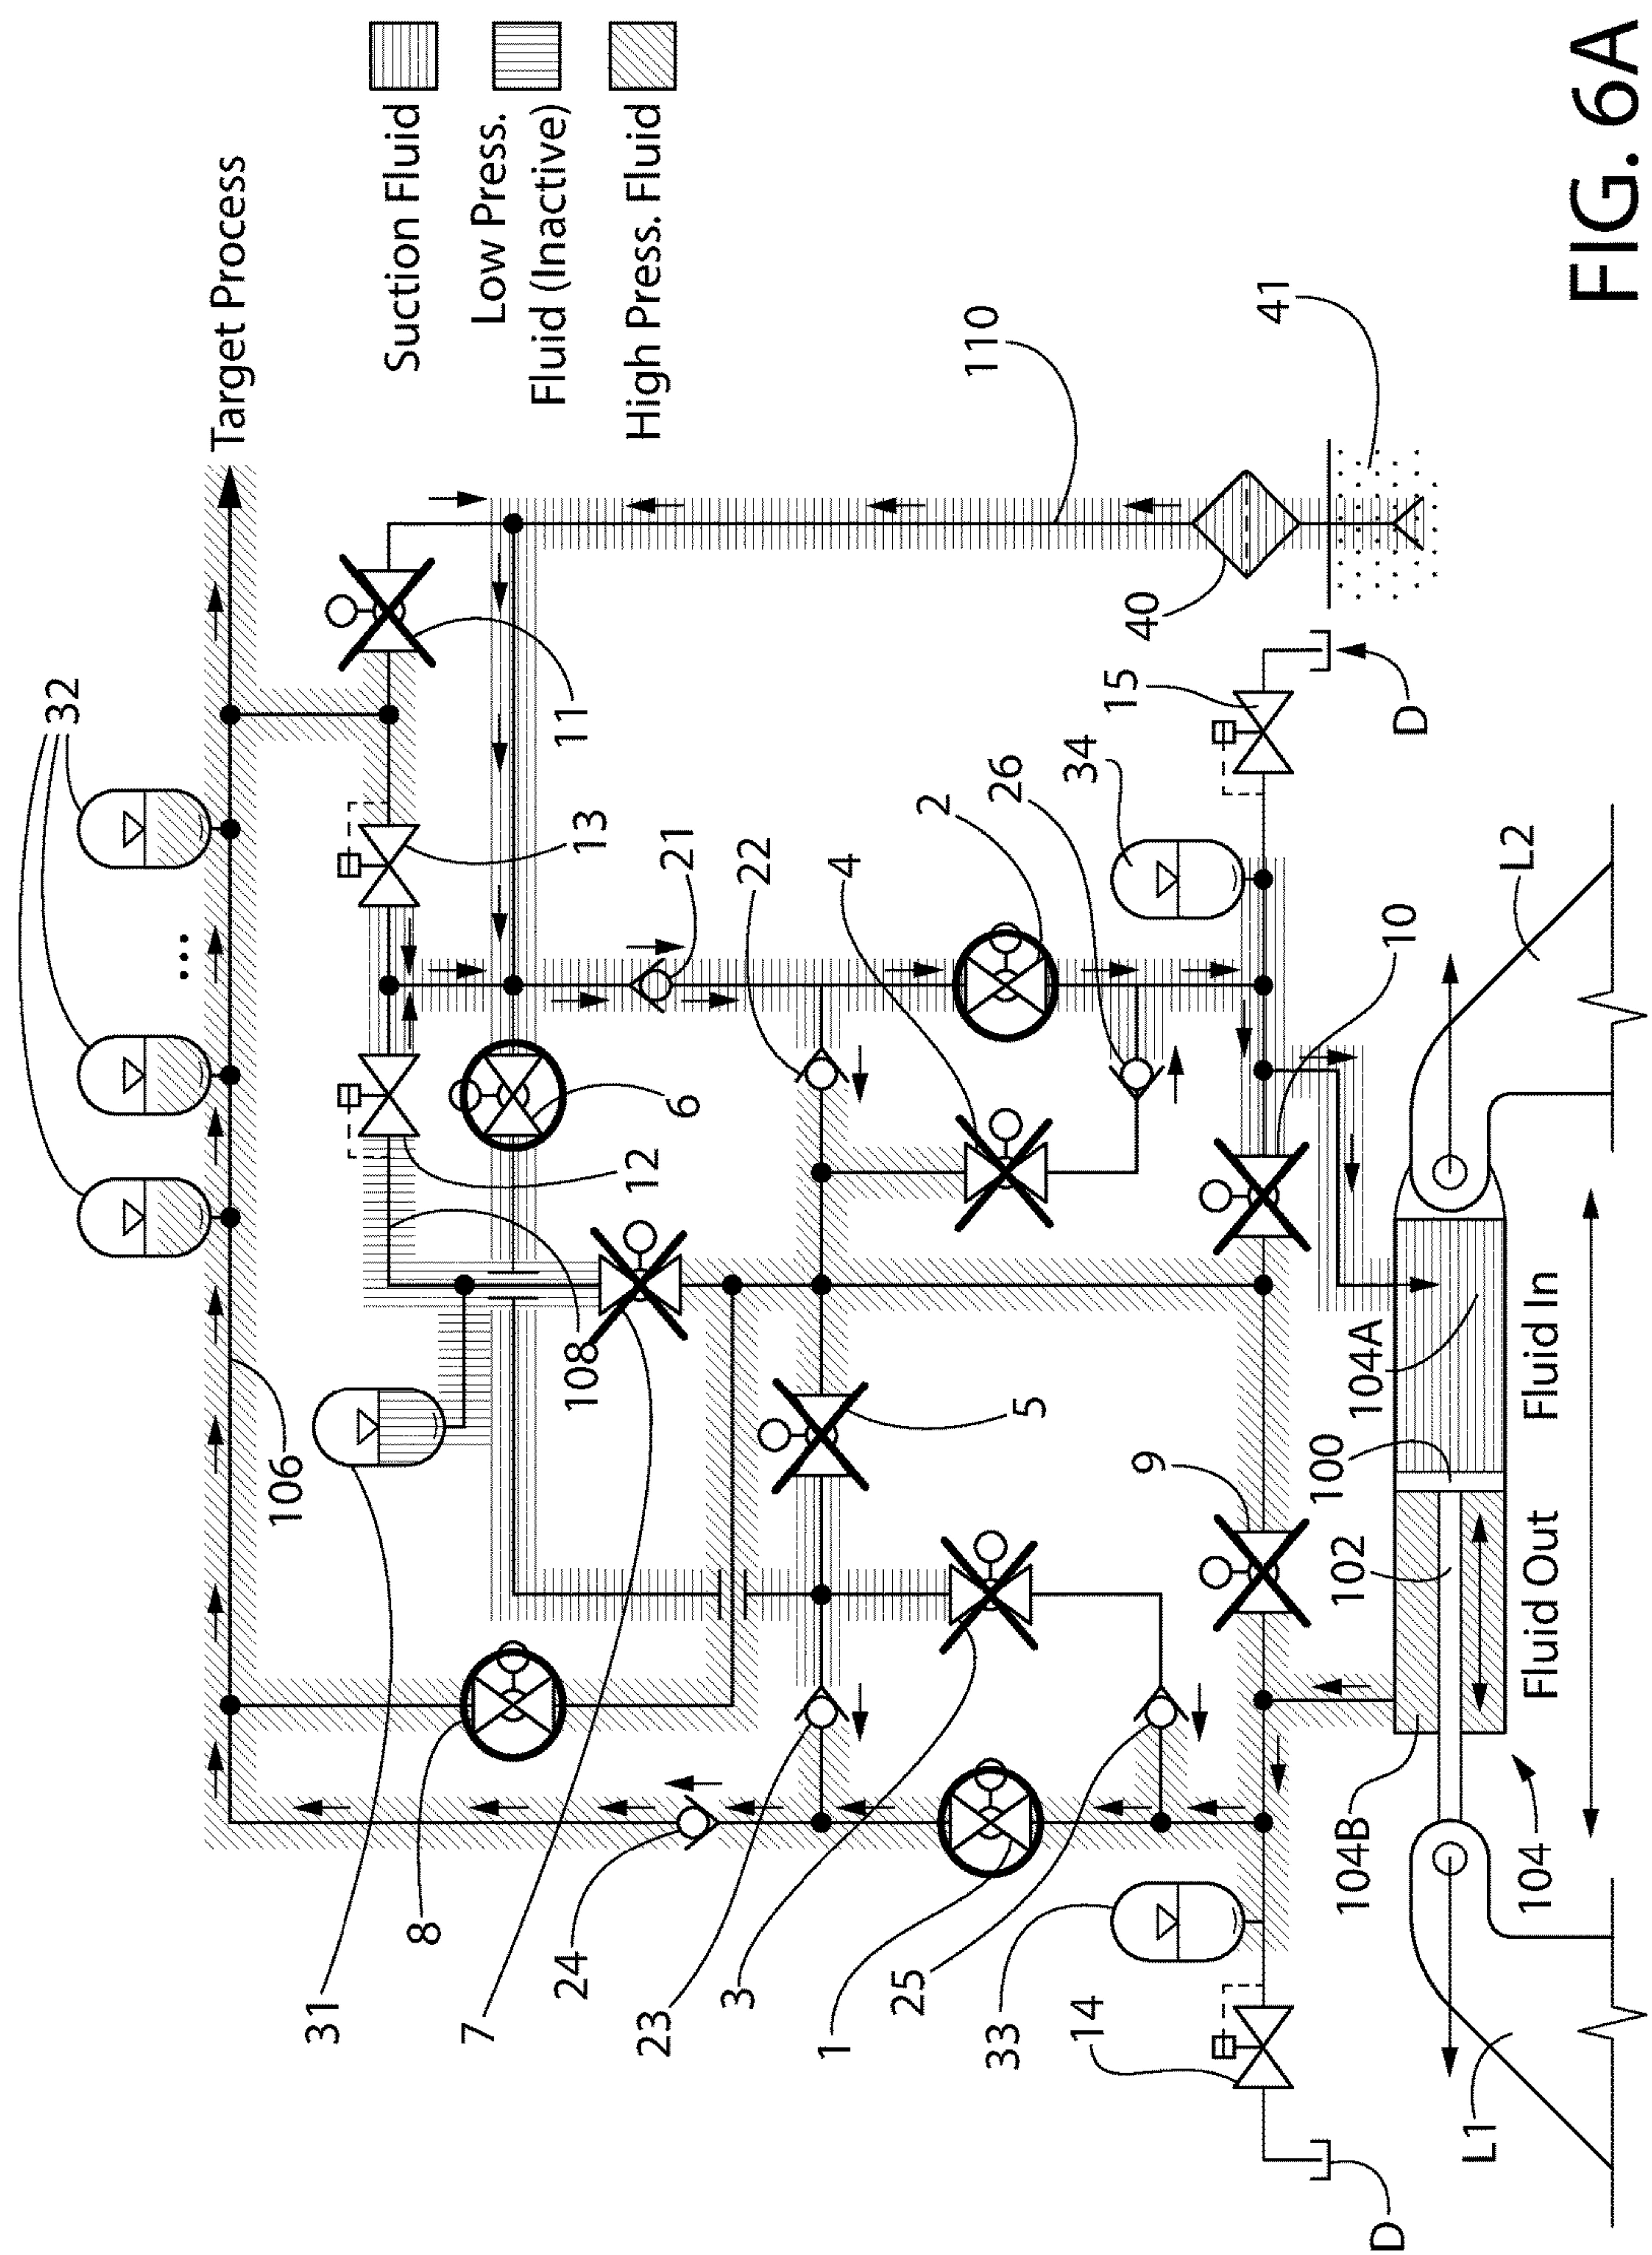 32
...
Target Process
106
31
Suction Fluid
8
7
Low Press.
Fluid (Inactive)
24
108
11
13
12
High Press. Fluid
23
21
6
3
22
1
4
25
2
110
33
26
5
14
34
15
40
9
41
100
102
104B
104A
D
10
D
L1
L2
104
Fluid Out
Fluid In
FIG. 6A